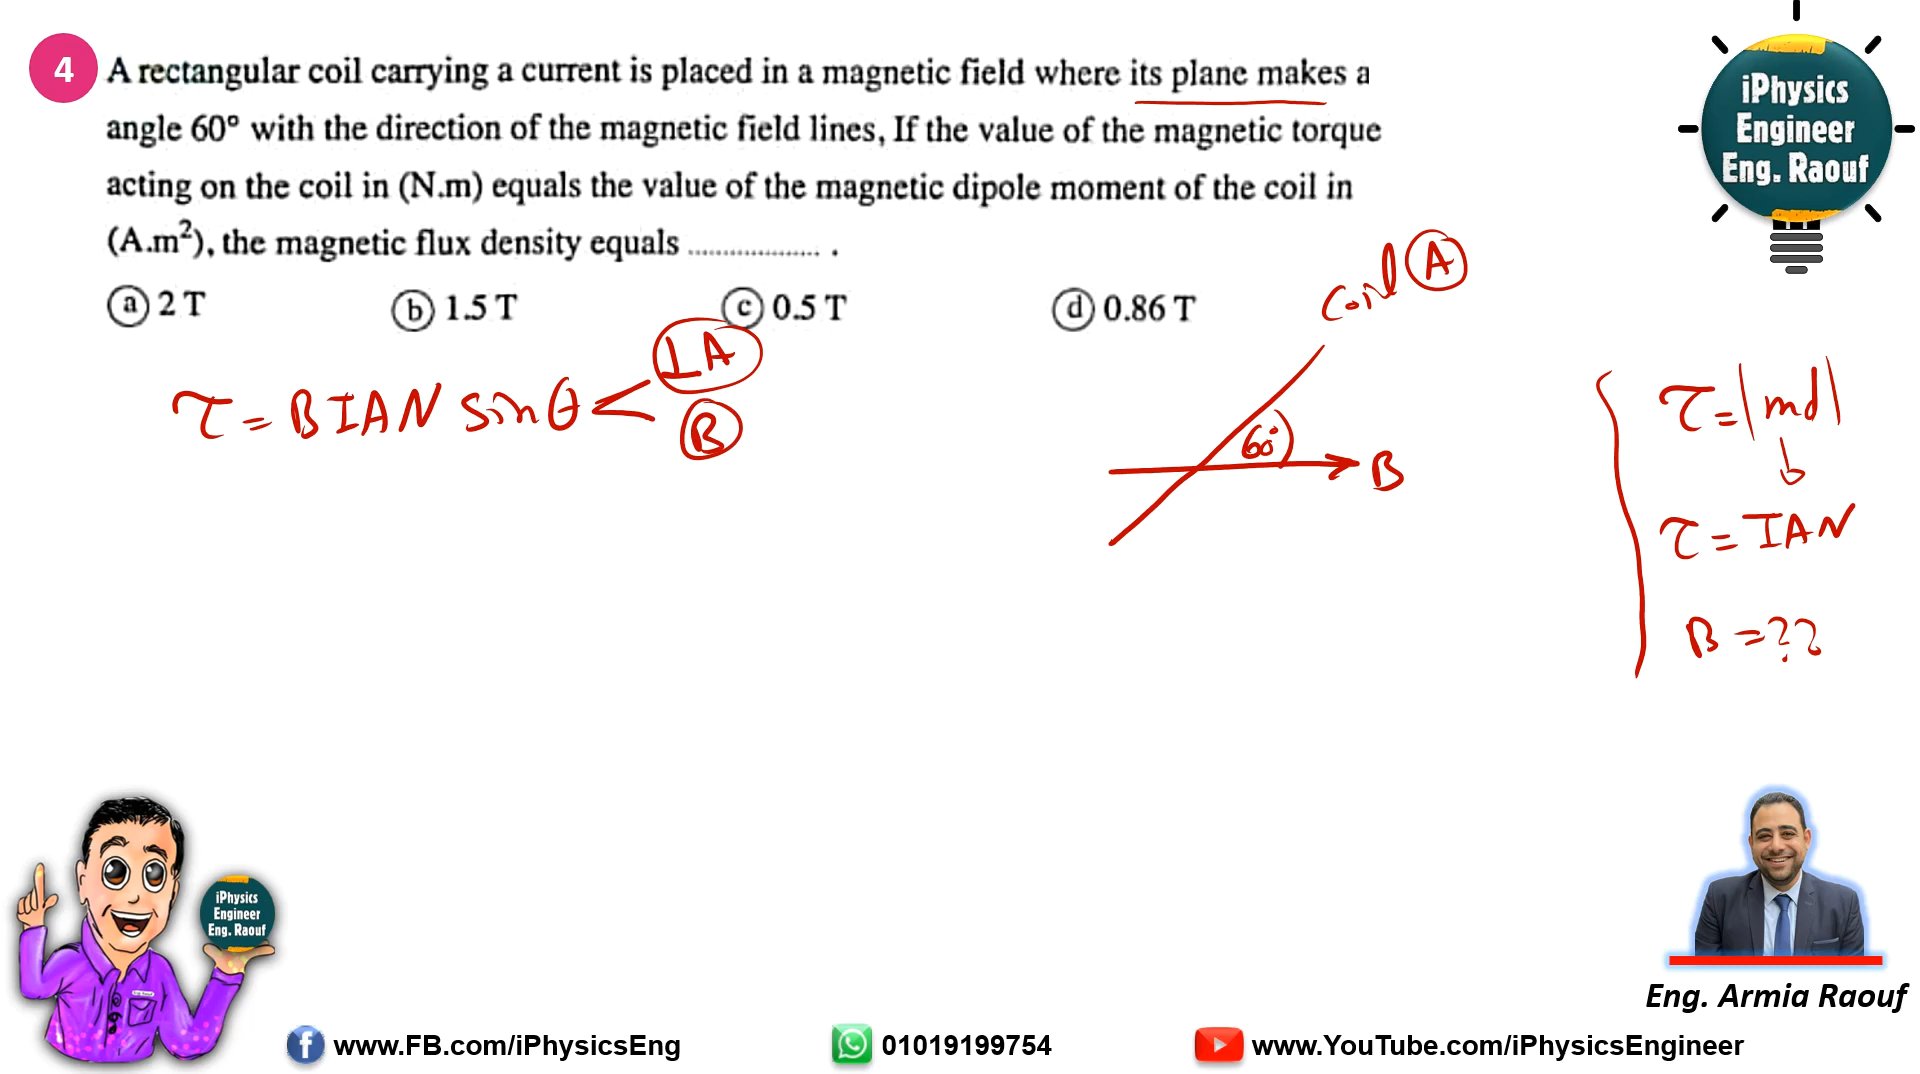 4 A rectangular coil carrying a current is placed in a magnetic field where its plane makes a
angle 60° with the direction of the magnetic field lines, If the value of the magnetic torque
acting on the coil in (N.m) equals the value of the magnetic dipole moment of the coil in
(A.m²), the magnetic flux density equals .................... .
ⓐ 2 T ⓑ 1.5 T ⓒ 0.5 T ⓓ 0.86 T
τ = BIAN sinθ < ⊥A
B
coil A
60°
B
τ = |md|
τ = IAN
B = ??
iPhysics
Engineer
Eng. Raouf
iPhysics
Engineer
Eng. Raouf
Eng. Armia Raouf
www.FB.com/iPhysicsEng 01019199754 www.YouTube.com/iPhysicsEngineer